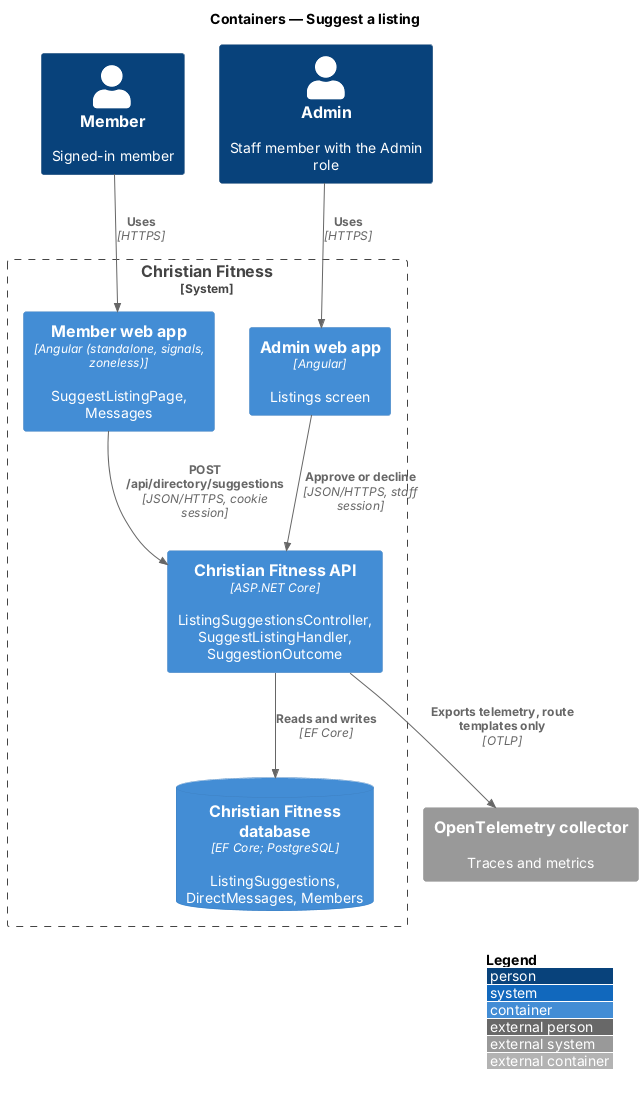 Containers — Suggest a listing
Member
Signed-in member
Admin
Staff member with the Admin
role
Uses
[HTTPS]
Uses
[HTTPS]
Christian Fitness
[System]
Member web app
[Angular (standalone, signals,
zoneless)]
SuggestListingPage,
Messages
Admin web app
[Angular]
Listings screen
POST
/api/directory/suggestions
[JSON/HTTPS, cookie
session]
Approve or decline
[JSON/HTTPS, staff
session]
Christian Fitness API
[ASP.NET Core]
ListingSuggestionsController,
SuggestListingHandler,
SuggestionOutcome
Reads and writes
[EF Core]
Exports telemetry, route
templates only
[OTLP]
Christian Fitness
database
[EF Core; PostgreSQL]
ListingSuggestions,
DirectMessages, Members
OpenTelemetry collector
Traces and metrics
Legend
person
system
container
external person
external system
external container